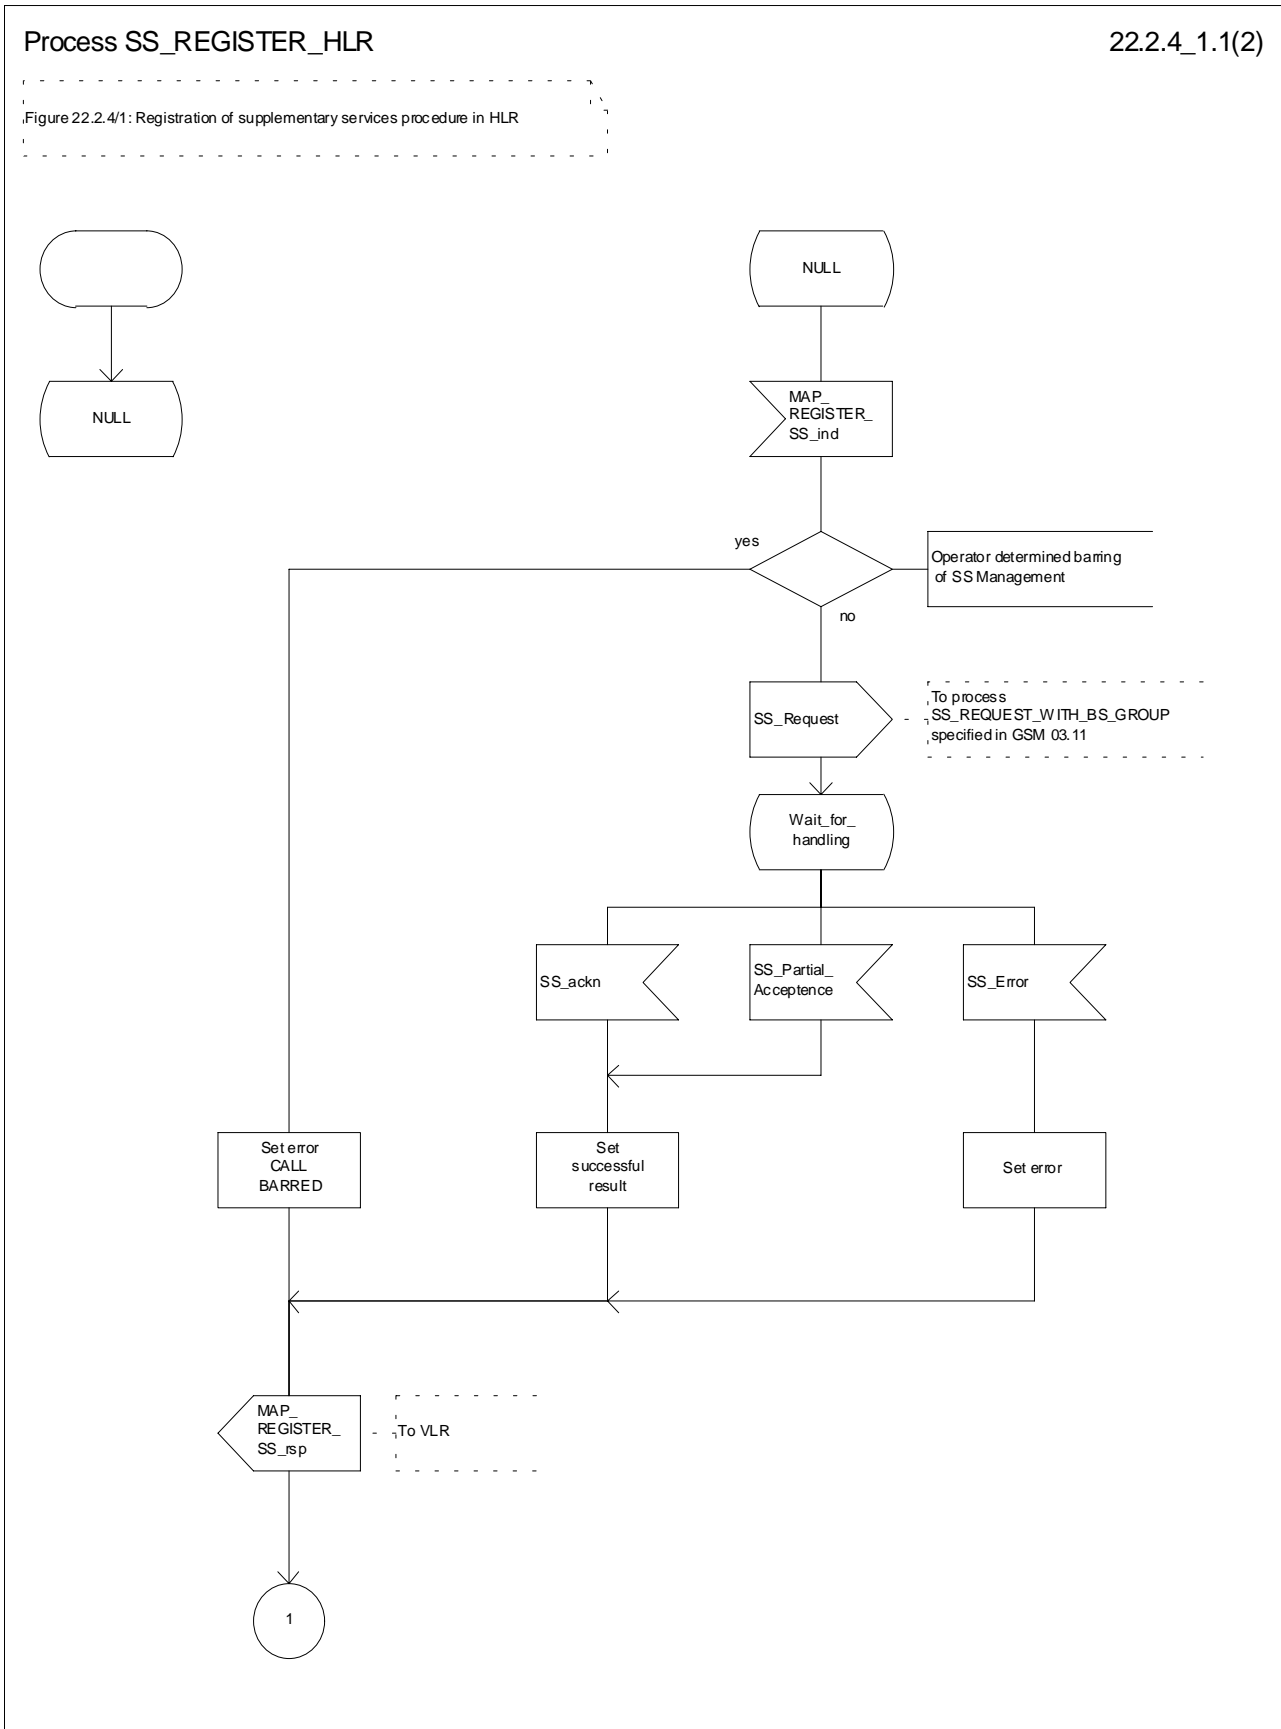 Process SS_REGISTER_HLR
22.2.4_1.1(2)
Figure 22.2.4/1: Registration of supplementary services procedure in HLR
NULL
NULL
MAP_
REGISTER_
SS_ind
yes
Operator determined barring
of SS Management
no
SS_Request
To process
SS_REQUEST_WITH_BS_GROUP
specified in GSM 03.11
Wait_for_
handling
SS_ackn
SS_Partial_
Acceptence
SS_Error
Set error
CALL
BARRED
Set
successful
result
Set error
MAP_
REGISTER_
SS_rsp
To VLR
1